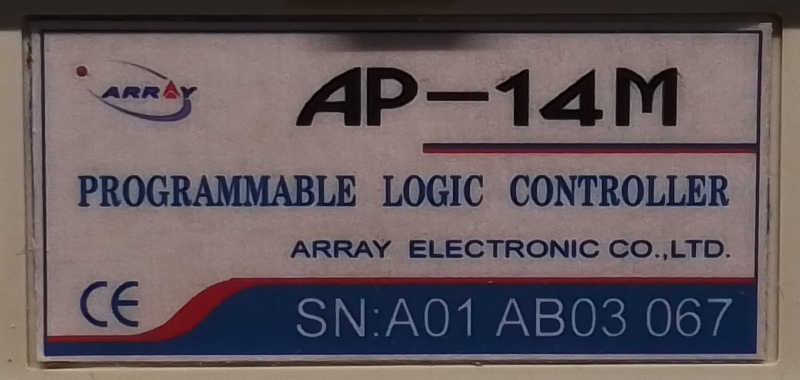 ARRAY
AP-14M
PROGRAMMABLE LOGIC CONTROLLER
ARRAY ELECTRONIC CO.,LTD.
CE
SN:A01 AB03 067